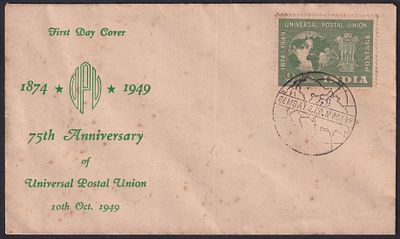 First Day Cover
1874 ★ UPU ★ 1949
75th Anniversary
of
Universal Postal Union
10th Oct. 1949
UNIVERSAL POSTAL UNION
1874 - 1949
POSTAGE
INDIA
BOMBAY G.P.O.